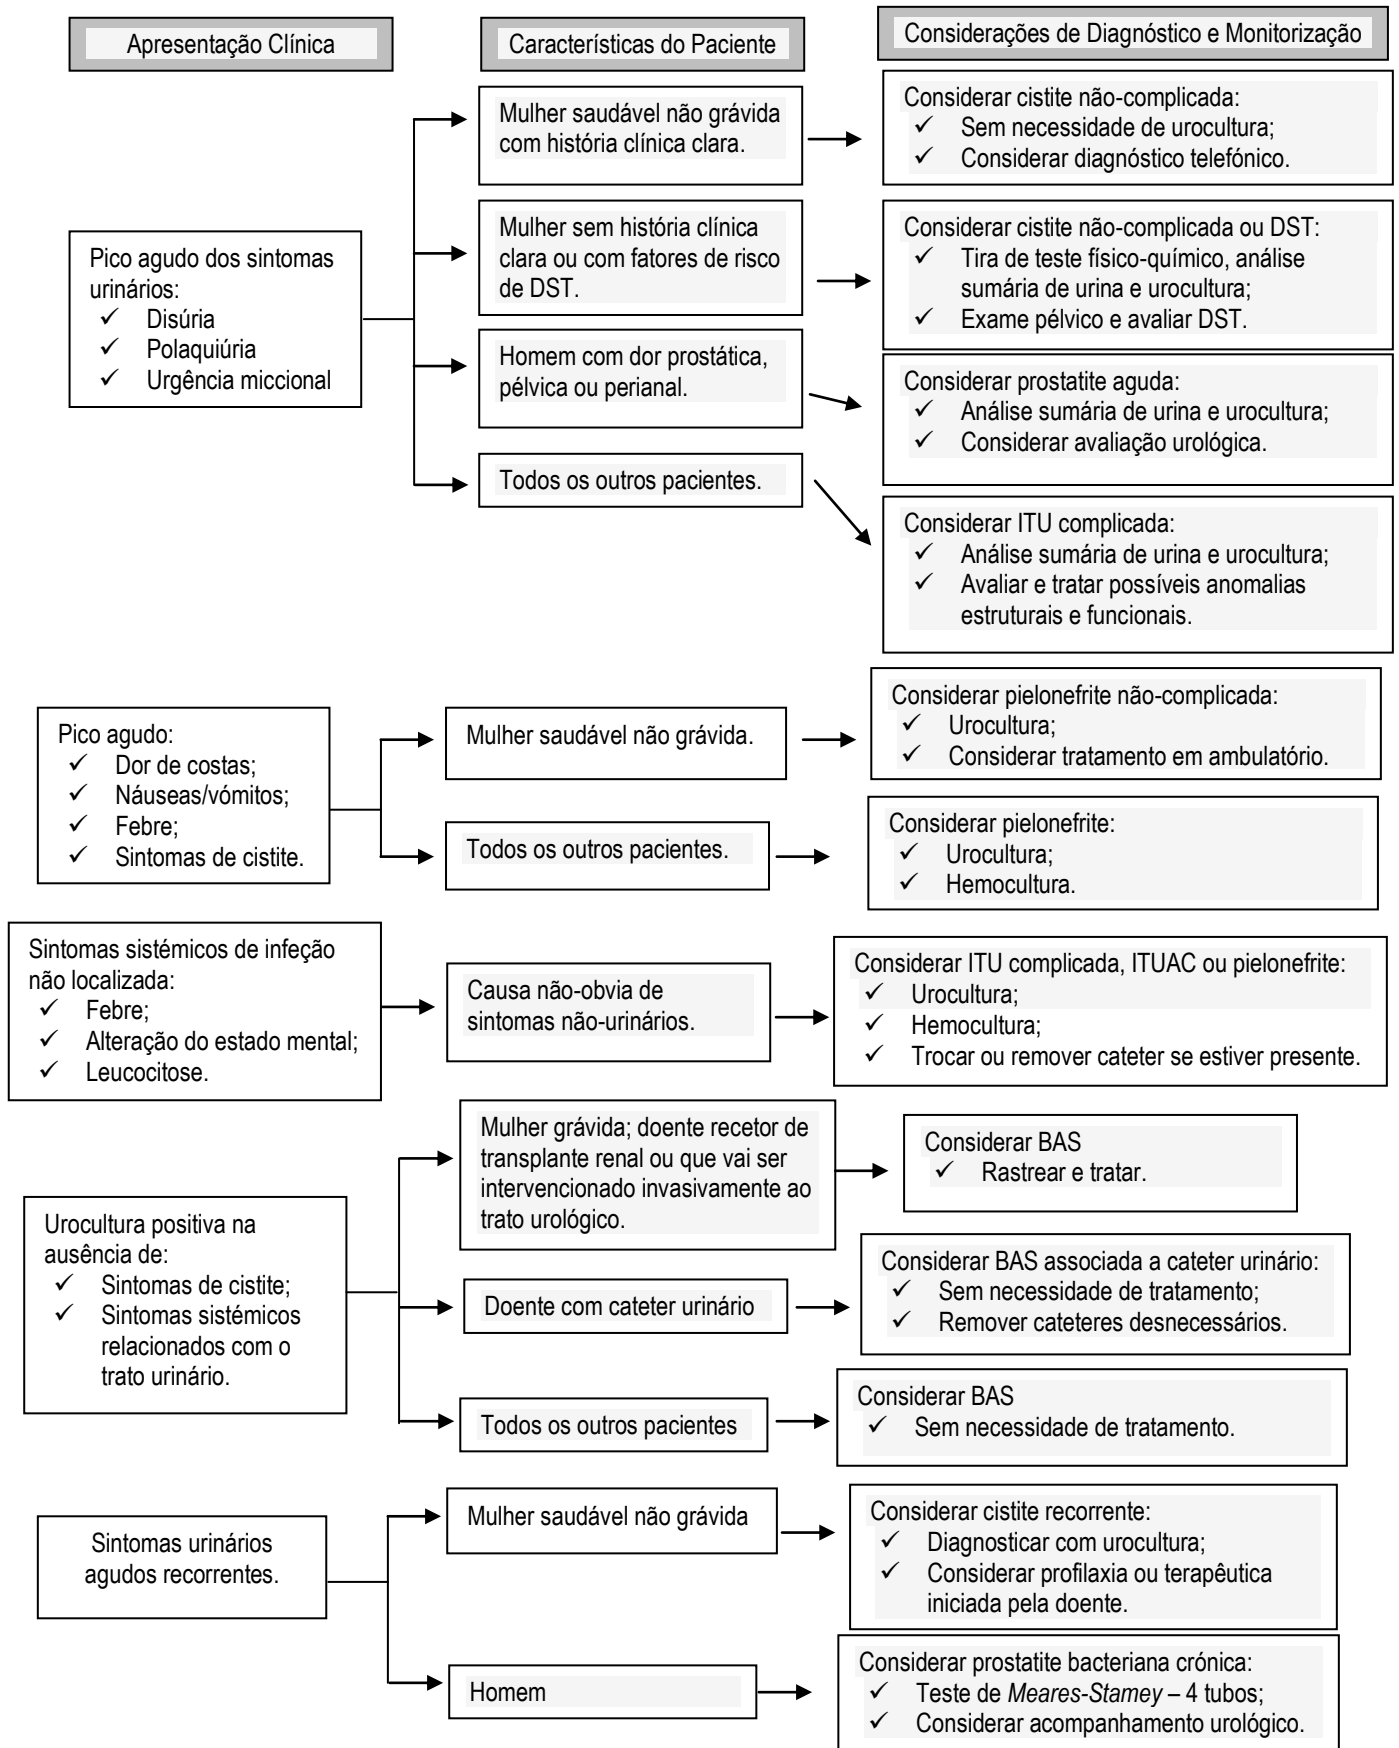 Apresentação Clínica
Características do Paciente
Considerações de Diagnóstico e Monitorização
Pico agudo dos sintomas
urinários:
✓ Disúria
✓ Polaquiúria
✓ Urgência miccional
Mulher saudável não grávida
com história clínica clara.
Considerar cistite não-complicada:
✓ Sem necessidade de urocultura;
✓ Considerar diagnóstico telefónico.
Mulher sem história clínica
clara ou com fatores de risco
de DST.
Considerar cistite não-complicada ou DST:
✓ Tira de teste físico-químico, análise
sumária de urina e urocultura;
✓ Exame pélvico e avaliar DST.
Homem com dor prostática,
pélvica ou perianal.
Considerar prostatite aguda:
✓ Análise sumária de urina e urocultura;
✓ Considerar avaliação urológica.
Todos os outros pacientes.
Considerar ITU complicada:
✓ Análise sumária de urina e urocultura;
✓ Avaliar e tratar possíveis anomalias
estruturais e funcionais.
Pico agudo:
✓ Dor de costas;
✓ Náuseas/vómitos;
✓ Febre;
✓ Sintomas de cistite.
Mulher saudável não grávida.
Considerar pielonefrite não-complicada:
✓ Urocultura;
✓ Considerar tratamento em ambulatório.
Todos os outros pacientes.
Considerar pielonefrite:
✓ Urocultura;
✓ Hemocultura.
Sintomas sistémicos de infeção
não localizada:
✓ Febre;
✓ Alteração do estado mental;
✓ Leucocitose.
Causa não-obvia de
sintomas não-urinários.
Considerar ITU complicada, ITUAC ou pielonefrite:
✓ Urocultura;
✓ Hemocultura;
✓ Trocar ou remover cateter se estiver presente.
Urocultura positiva na
ausência de:
✓ Sintomas de cistite;
✓ Sintomas sistémicos
relacionados com o
trato urinário.
Mulher grávida; doente recetor de
transplante renal ou que vai ser
intervencionado invasivamente ao
trato urológico.
Considerar BAS
✓ Rastrear e tratar.
Doente com cateter urinário
Considerar BAS associada a cateter urinário:
✓ Sem necessidade de tratamento;
✓ Remover cateteres desnecessários.
Todos os outros pacientes
Considerar BAS
✓ Sem necessidade de tratamento.
Sintomas urinários
agudos recorrentes.
Mulher saudável não grávida
Considerar cistite recorrente:
✓ Diagnosticar com urocultura;
✓ Considerar profilaxia ou terapêutica
iniciada pela doente.
Homem
Considerar prostatite bacteriana crónica:
✓ Teste de Meares-Stamey – 4 tubos;
✓ Considerar acompanhamento urológico.